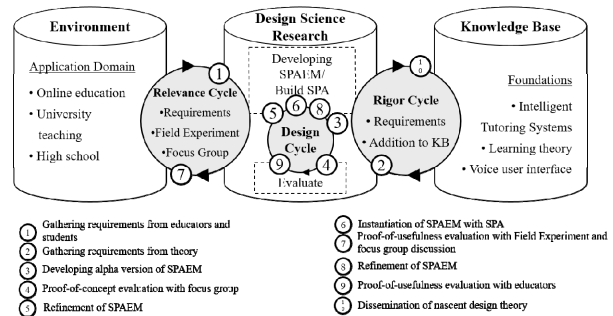 Environment
Application Domain
• Online education
• University
teaching
• High school
Relevance Cycle
•Requirements
•Field Experiment
•Focus Group
1
7
Design Science
Research
Developing
SPAEM/
Build SPA
5
6
8
3
Design
Cycle
9
4
Evaluate
Rigor Cycle
• Requirements
• Addition to KB
10
2
Knowledge Base
Foundations
• Intelligent
Tutoring Systems
• Learning theory
• Voice user interface
1 Gathering requirements from educators and
students
2 Gathering requirements from theory
3 Developing alpha version of SPAEM
4 Proof-of-concept evaluation with focus group
5 Refinement of SPAEM
6 Instantiation of SPAEM with SPA
7 Proof-of-usefulness evaluation with Field Experiment and
focus group discussion
8 Refinement of SPAEM
9 Proof-of-usefulness evaluation with educators
10 Dissemination of nascent design theory